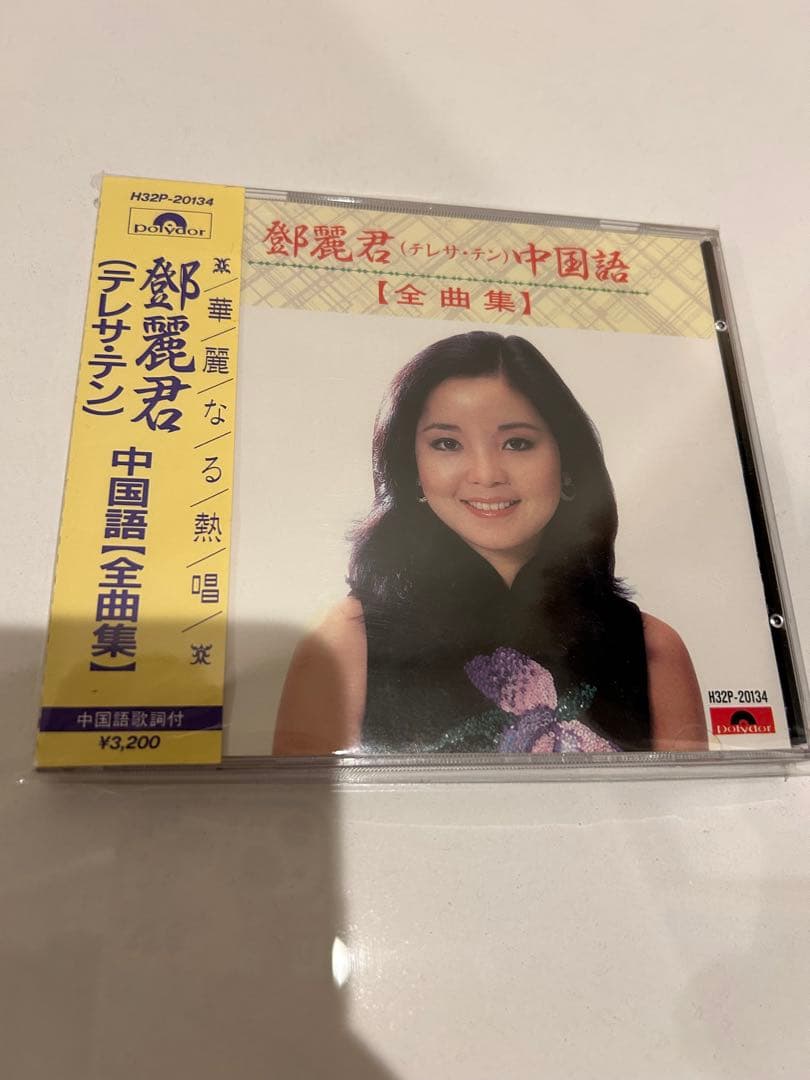 H32P-20134
polydor
鄧麗君
(テレサ・テン)
中国語【全曲集】
華/麗/な/る/熱/唱/
中国語歌詞付
¥3,200
鄧麗君(テレサ・テン)中国語
【全曲集】
H32P-20134
polydor